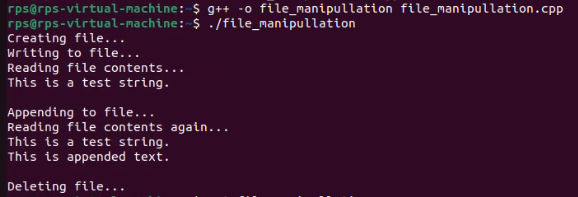 rps@rps-virtual-machine:~$ g++ -o file_manipullation file_manipullation.cpp
rps@rps-virtual-machine:~$ ./file_manipullation
Creating file...
Writing to file...
Reading file contents...
This is a test string.
Appending to file...
Reading file contents again...
This is a test string.
This is appended text.
Deleting file...